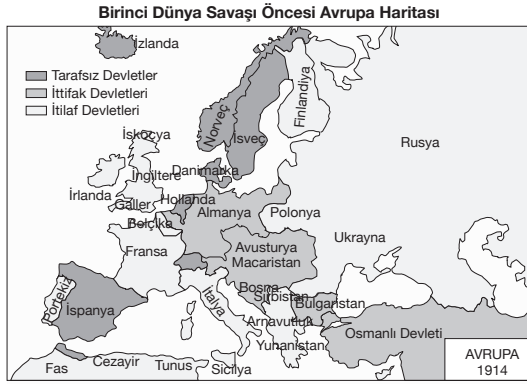 Birinci Dünya Savaşı Öncesi Avrupa Haritası
İzlanda
Tarafsız Devletler
İttifak Devletleri
İtilaf Devletleri
Finlandiya
Norveç
İsveç
İskoçya
Rusya
Danimarka
İngiltere
İrlanda
Galler
Hollanda
Almanya
Polonya
Belçika
Ukrayna
Fransa
Avusturya
Macaristan
Bosna
Sırbistan
Bulgaristan
Portekiz
İspanya
İtalya
Arnavutluk
Osmanlı Devleti
Yunanistan
Fas
Cezayir
Tunus
Sicilya
AVRUPA
1914